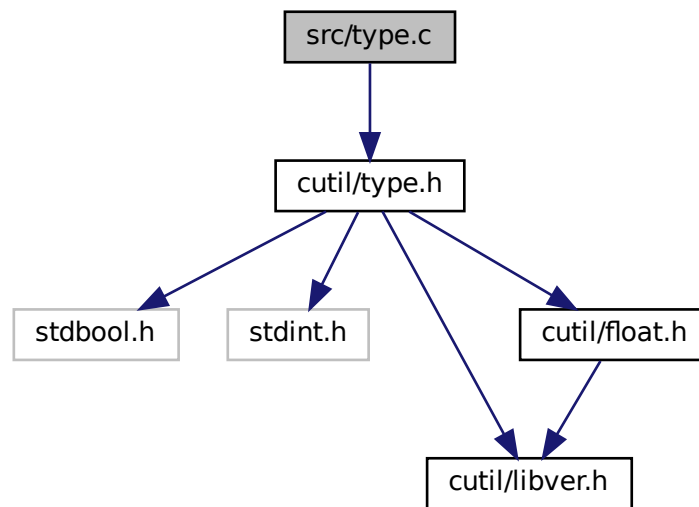 src/type.c
cutil/type.h
stdbool.h
stdint.h
cutil/float.h
cutil/libver.h